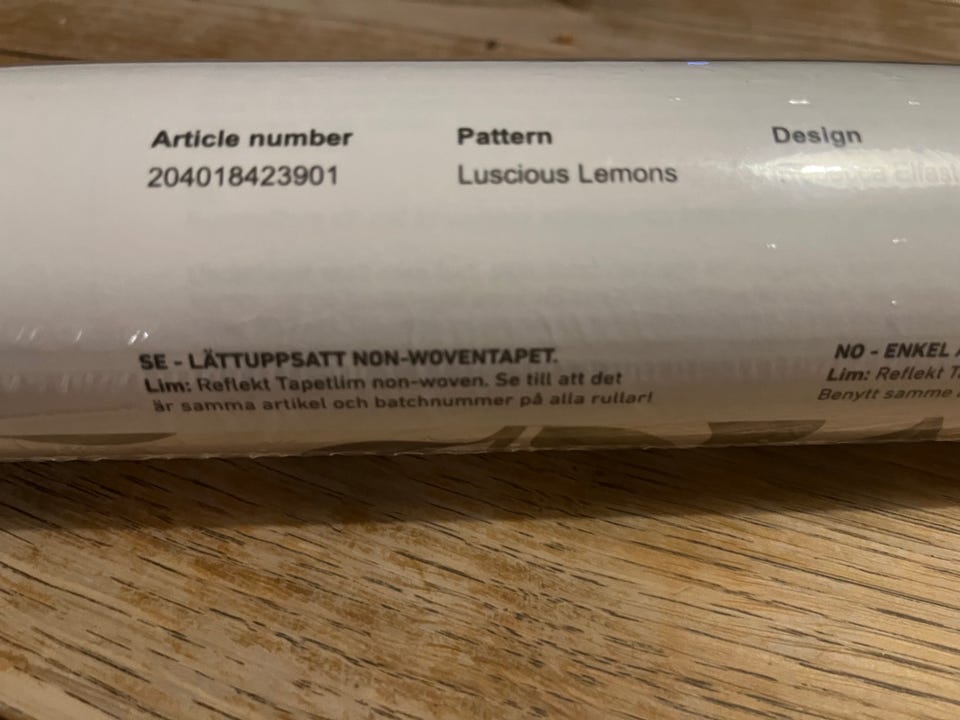 Article number
Pattern
Design
204018423901
Luscious Lemons
SE - LÄTTUPPSATT NON-WOVENTAPET.
Lim: Reflekt Tapetlim non-woven. Se till att det
är samma artikel och batchnummer på alla rullar!
NO - ENKEL
Lim: Reflekt
Benytt samme